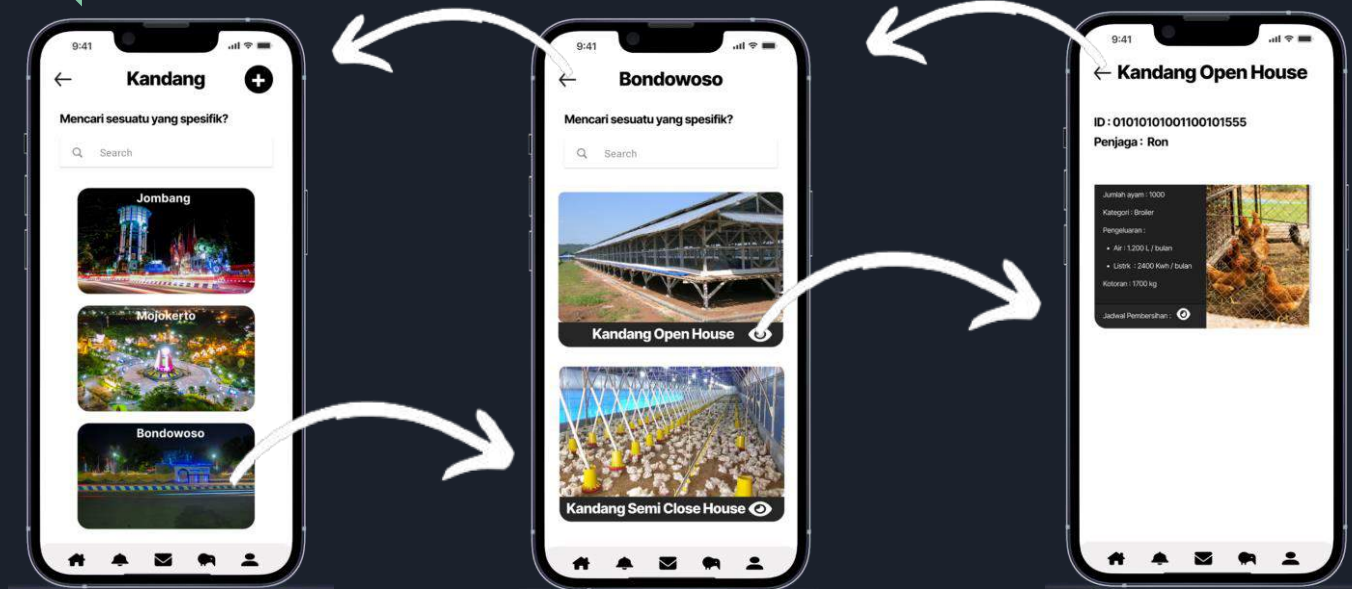 9:41
Kandang
Mencari sesuatu yang spesifik?
Search
Jombang
Mojokerto
Bondowoso
9:41
Bondowoso
Mencari sesuatu yang spesifik?
Search
Kandang Open House
Kandang Semi Close House
9:41
Kandang Open House
ID : 01010101001100101555
Penjaga : Ron
Jumlah ayam : 1000
Kategori : Broiler
Pengeluaran :
• Air : 1.200 L / bulan
• Listrk : 2400 Kwh / bulan
Kotoran : 1700 kg
Jadwal Pembersihan :